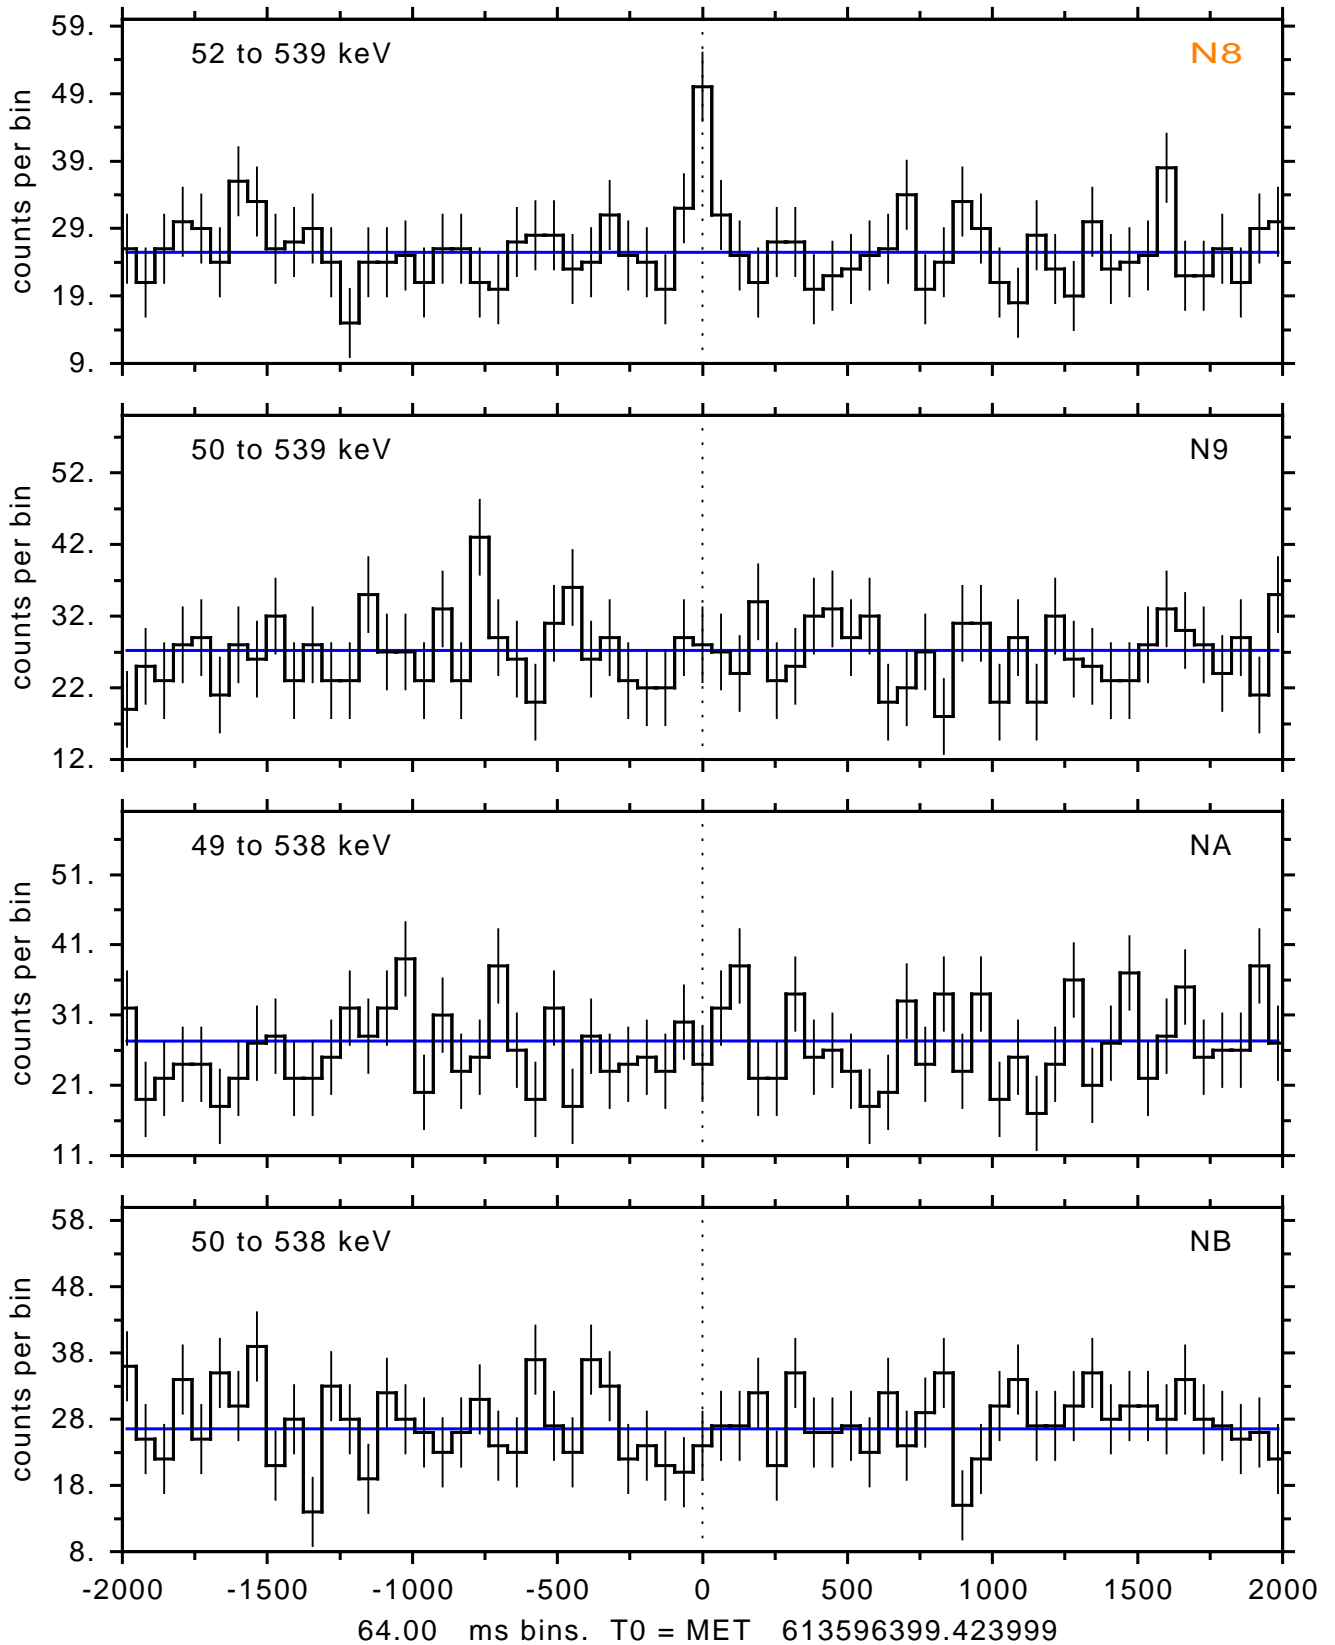 59.
52 to 539 keV
N8
49.
39.
29.
19.
9.
counts per bin
50 to 539 keV
N9
52.
42.
32.
22.
12.
counts per bin
49 to 538 keV
NA
51.
41.
31.
21.
11.
counts per bin
58.
50 to 538 keV
NB
48.
38.
28.
18.
8.
counts per bin
-2000 -1500 -1000 -500 0 500 1000 1500 2000
64.00 ms bins. T0 = MET 613596399.423999